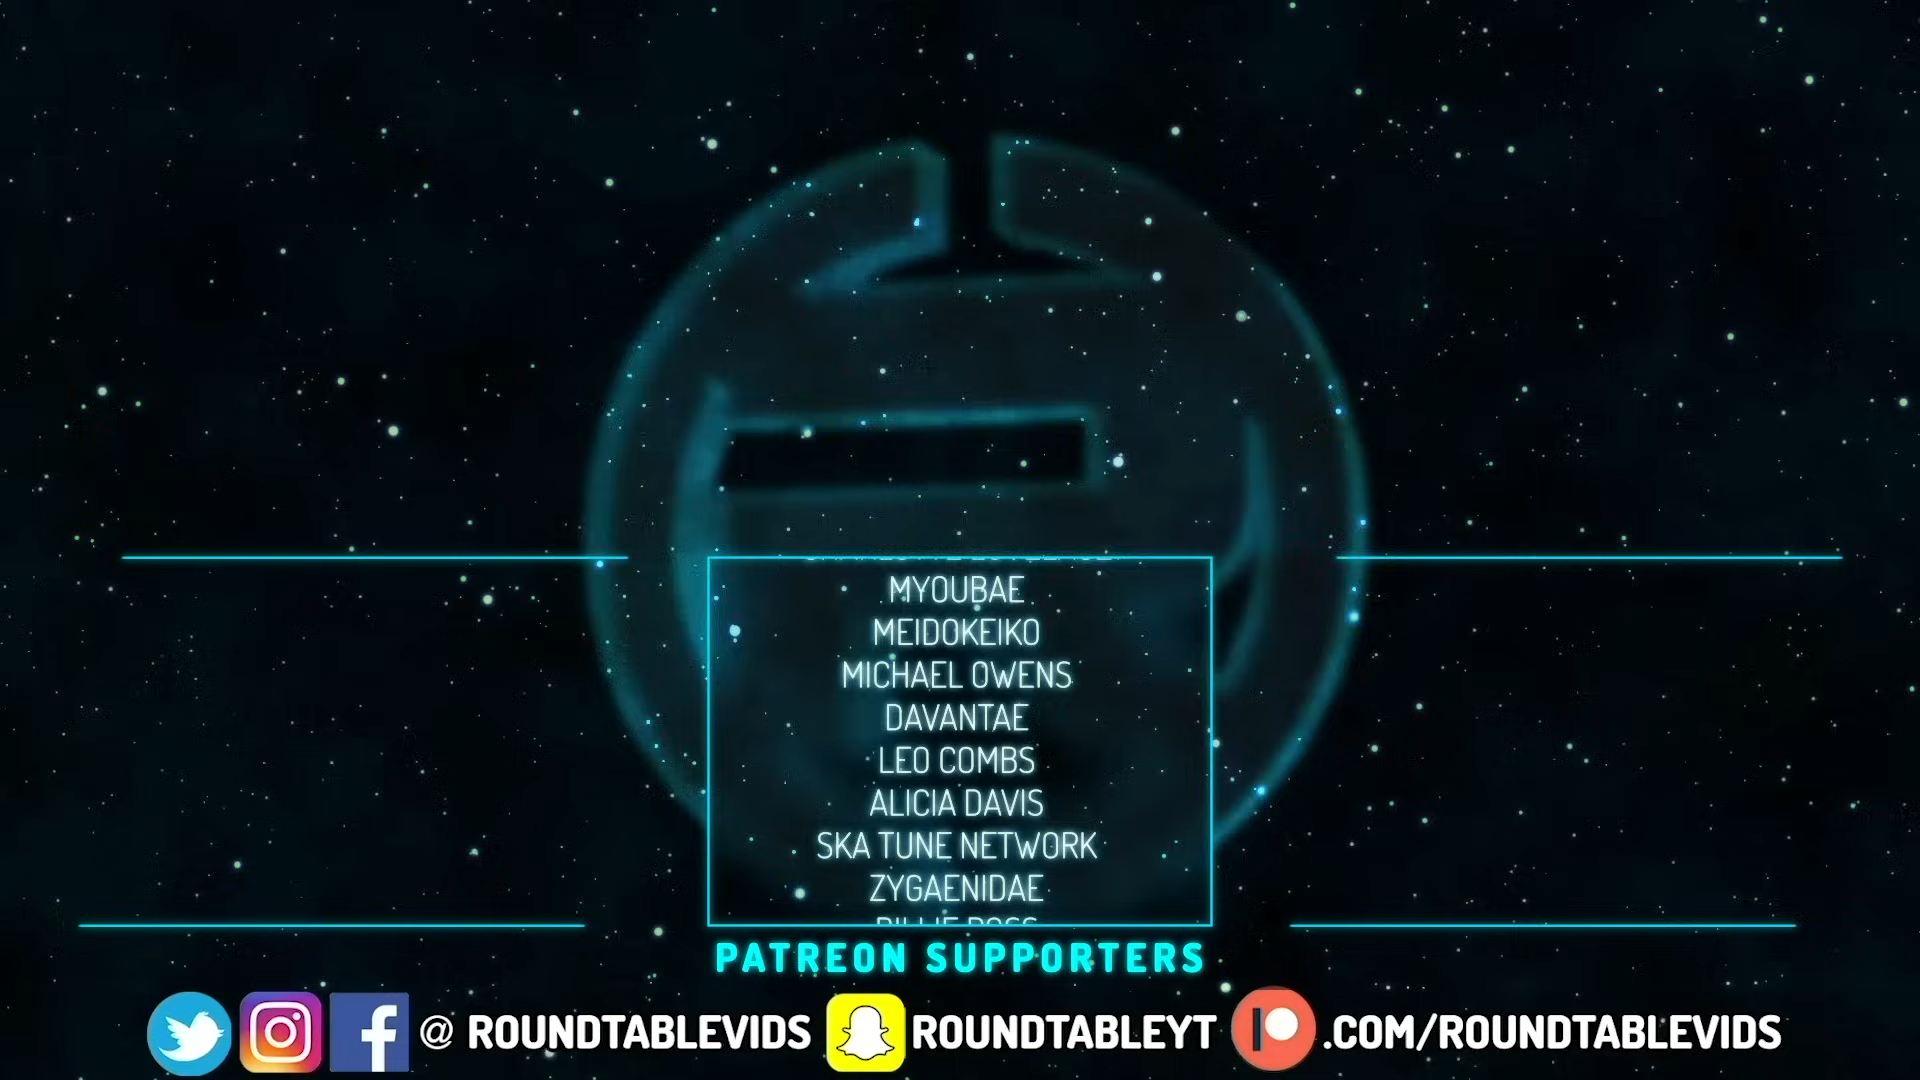 MYOUBAE
MEIDOKEIKO
MICHAEL OWENS
DAVANTAE
LEO COMBS
ALICIA DAVIS
SKA TUNE NETWORK
ZYGAENIDAE
PATREON SUPPORTERS
@ ROUNDTABLEVIDS ROUNDTABLEYT .COM/ROUNDTABLEVIDS